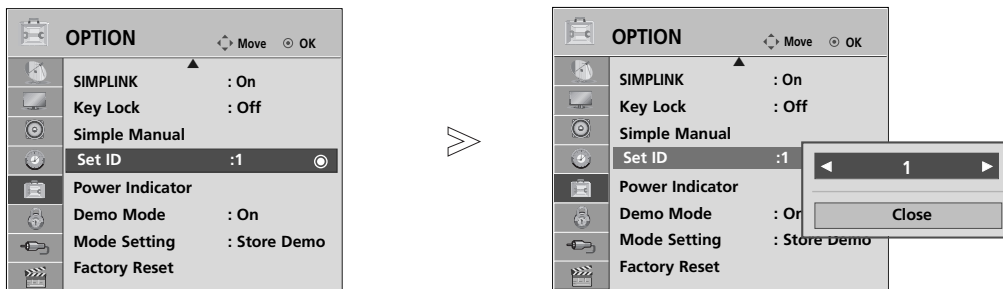 OPTION Move OK
SIMPLINK : On
Key Lock : Off
Simple Manual
Set ID :1
Power Indicator
Demo Mode : On
Mode Setting : Store Demo
Factory Reset
OPTION Move OK
SIMPLINK : On
Key Lock : Off
Simple Manual
Set ID :1
1
Power Indicator
Demo Mode
Close
Mode Setting : Store Demo
Factory Reset